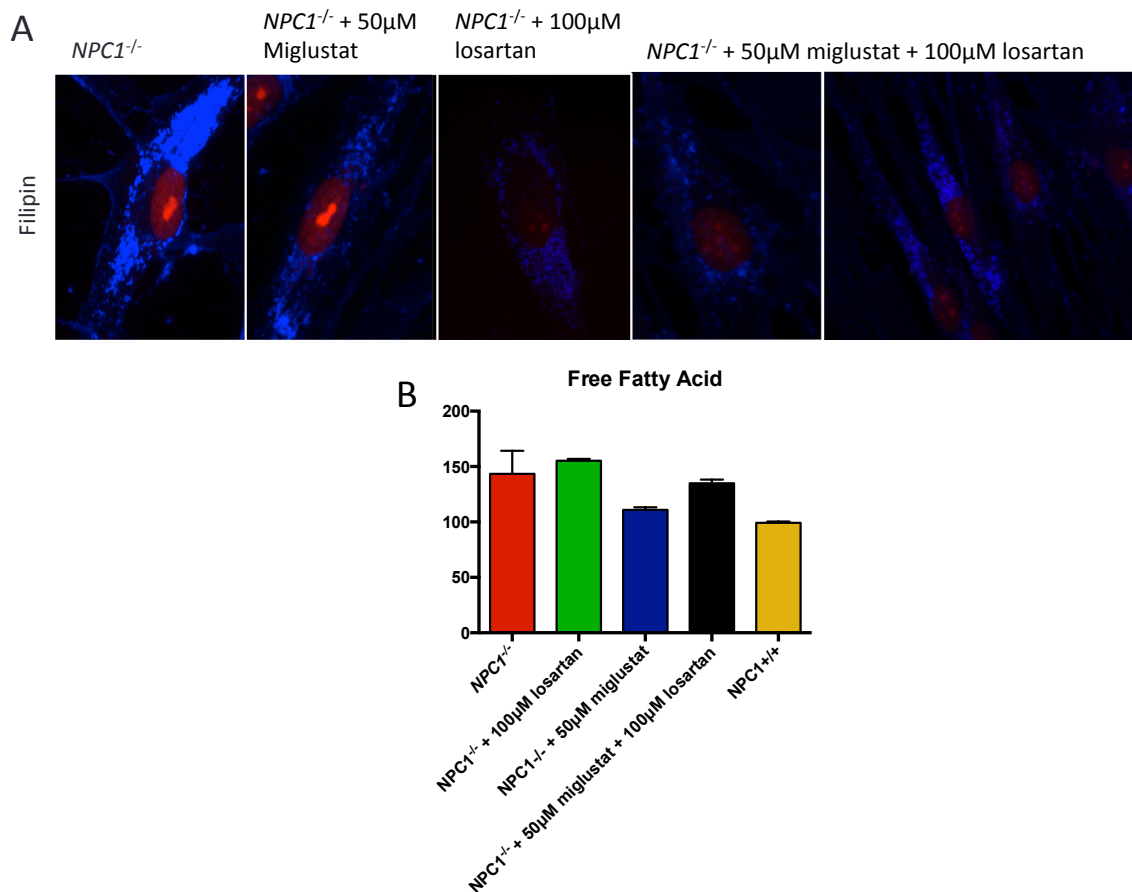 A
NPC1-/-
NPC1-/- + 50µM
Miglustat
NPC1-/- + 100µM
losartan
NPC1-/- + 50µM miglustat + 100µM losartan
Filipin
B
Free Fatty Acid
200
150
100
50
0
NPC1-/-
NPC1-/- + 100µM losartan
NPC1-/- + 50µM miglustat
NPC1-/- + 50µM miglustat + 100µM losartan
NPC1+/+